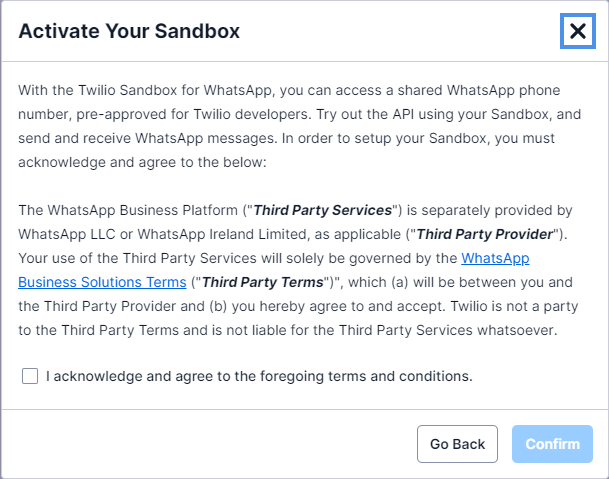 Activate Your Sandbox
With the Twilio Sandbox for WhatsApp, you can access a shared WhatsApp phone
number, pre-approved for Twilio developers. Try out the API using your Sandbox, and
send and receive WhatsApp messages. In order to setup your Sandbox, you must
acknowledge and agree to the below:
The WhatsApp Business Platform ("Third Party Services") is separately provided by
WhatsApp LLC or WhatsApp Ireland Limited, as applicable ("Third Party Provider").
Your use of the Third Party Services will solely be governed by the WhatsApp
Business Solutions Terms ("Third Party Terms")", which (a) will be between you and
the Third Party Provider and (b) you hereby agree to and accept. Twilio is not a party
to the Third Party Terms and is not liable for the Third Party Services whatsoever.
I acknowledge and agree to the foregoing terms and conditions.
Go Back Confirm